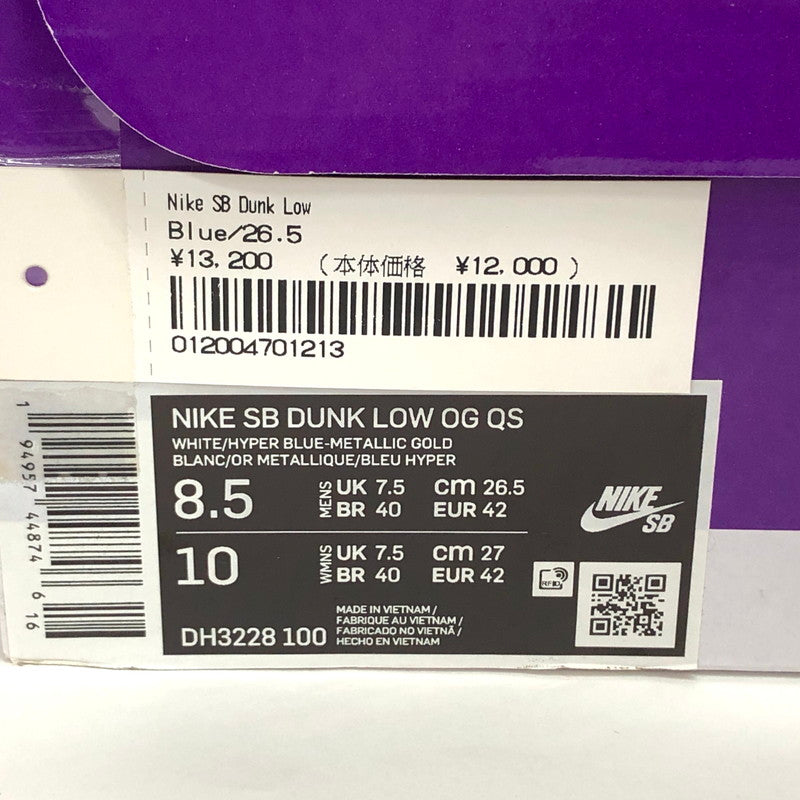 Nike SB Dunk Low
Blue/26.5
¥13,200 (本体価格 ¥12,000)
012004701213
1 94957 44874 6 16
NIKE SB DUNK LOW OG QS
WHITE/HYPER BLUE-METALLIC GOLD
BLANC/OR METALLIQUE/BLEU HYPER
8.5 MENS UK 7.5 cm 26.5
BR 40 EUR 42
10 WMNS UK 7.5 cm 27
BR 40 EUR 42
NIKE
SB
RFID
DH3228 100
MADE IN VIETNAM /
FABRIQUE AU VIETNAM /
FABRICADO NO VIETNÃ /
HECHO EN VIETNAM